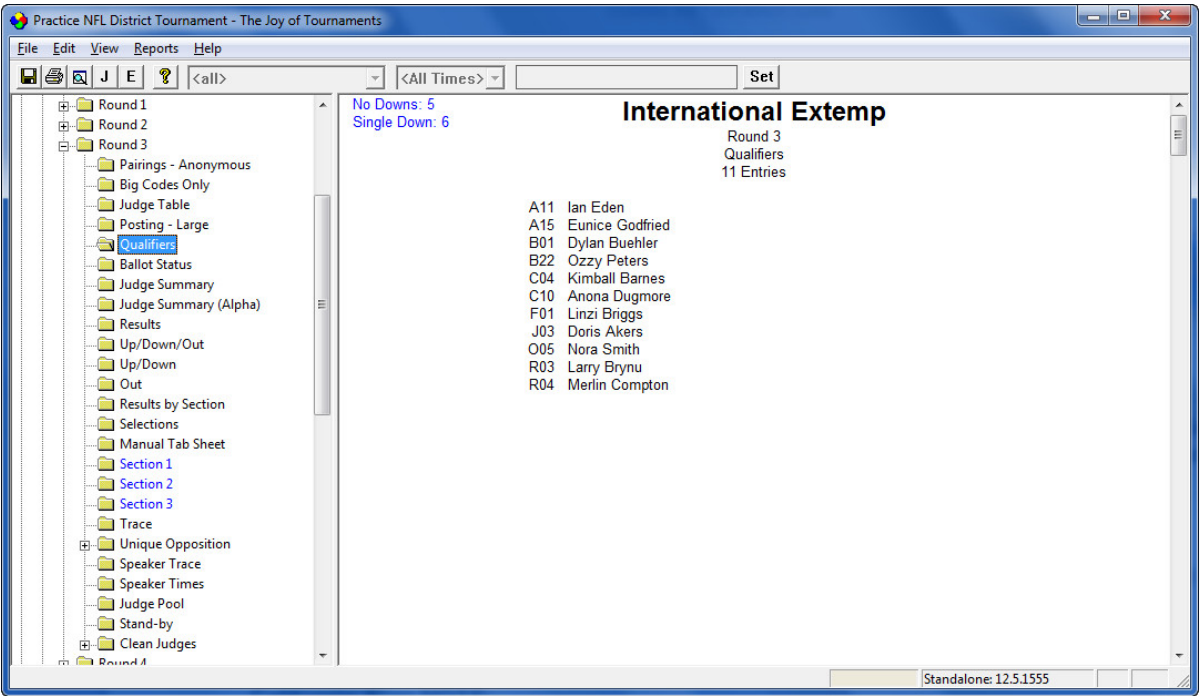 Practice NFL District Tournament - The Joy of Tournaments
File Edit View Reports Help
J E ? <all> <All Times> Set
Round 1
Round 2
Round 3
Pairings - Anonymous
Big Codes Only
Judge Table
Posting - Large
Qualifiers
Ballot Status
Judge Summary
Judge Summary (Alpha)
Results
Up/Down/Out
Up/Down
Out
Results by Section
Selections
Manual Tab Sheet
Section 1
Section 2
Section 3
Trace
Unique Opposition
Speaker Trace
Speaker Times
Judge Pool
Stand-by
Clean Judges
Round 4
No Downs: 5
Single Down: 6
International Extemp
Round 3
Qualifiers
11 Entries
A11 Ian Eden
A15 Eunice Godfried
B01 Dylan Buehler
B22 Ozzy Peters
C04 Kimball Barnes
C10 Anona Dugmore
F01 Linzi Briggs
J03 Doris Akers
O05 Nora Smith
R03 Larry Brynu
R04 Merlin Compton
Standalone: 12.5.1555